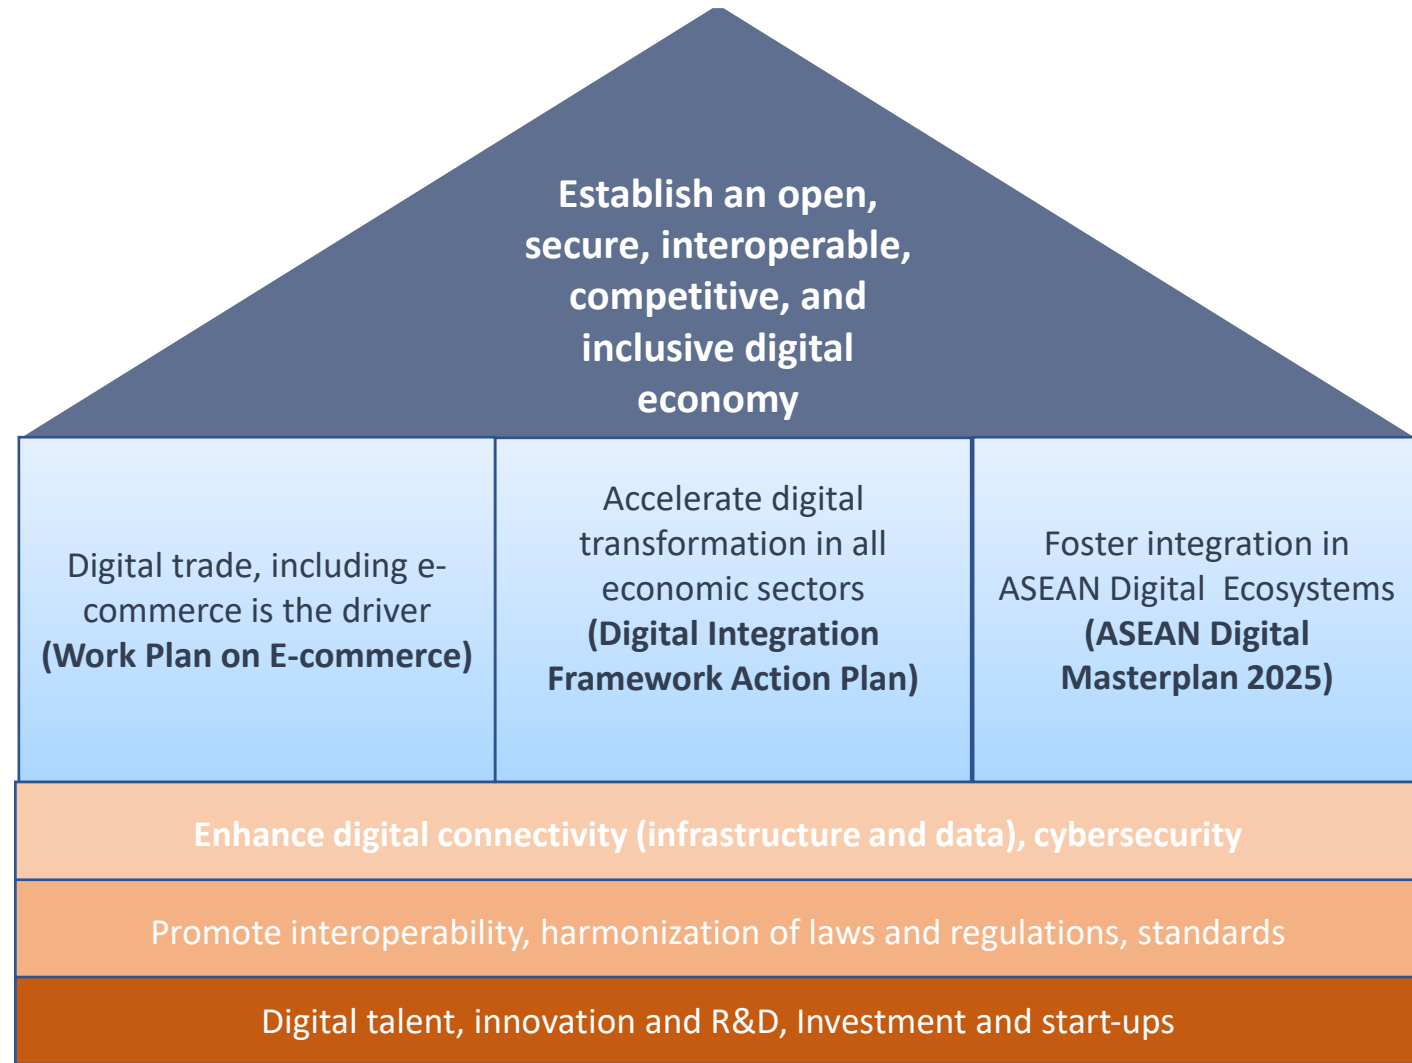 Establish an open,
secure, interoperable,
competitive, and
inclusive digital
economy
Digital trade, including e-
commerce is the driver
(Work Plan on E-commerce)
Accelerate digital
transformation in all
economic sectors
(Digital Integration
Framework Action Plan)
Foster integration in
ASEAN Digital  Ecosystems
(ASEAN Digital
Masterplan 2025)
Enhance digital connectivity (infrastructure and data), cybersecurity
Promote interoperability, harmonization of laws and regulations, standards
Digital talent, innovation and R&D, Investment and start-ups